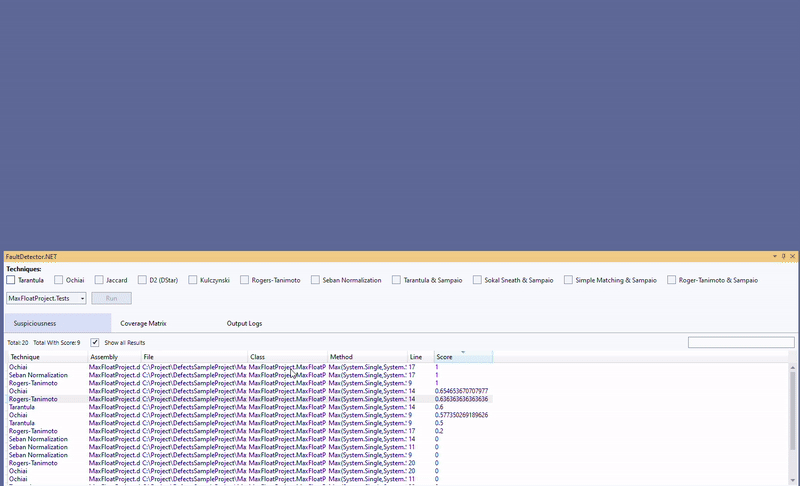 FaultDetector.NET
Techniques:
Tarantula Ochiai Jaccard D2 (DStar) Kulczynski Rogers-Tanimoto Seban Normalization Tarantula & Sampaio Sokal Sneath & Sampaio Simple Matching & Sampaio Roger-Tanimoto & Sampaio
MaxFloatProject.Tests Run
Suspiciousness Coverage Matrix Output Logs
Total: 20 Total With Score: 9 Show all Results
Technique Assembly File Class Method Line Score
Ochiai MaxFloatProject.d C:\Project\DefectsSampleProject\Ma MaxFloatProject.MaxFloatP Max(System.Single,System.S 17 1
Seban Normalization MaxFloatProject.d C:\Project\DefectsSampleProject\Ma MaxFloatProject.MaxFloatP Max(System.Single,System.S 17 1
Rogers-Tanimoto MaxFloatProject.d C:\Project\DefectsSampleProject\Ma MaxFloatProject.MaxFloatP Max(System.Single,System.S 9 1
Ochiai MaxFloatProject.d C:\Project\DefectsSampleProject\Ma MaxFloatProject.MaxFloatP Max(System.Single,System.S 14 0.654653670707977
Rogers-Tanimoto MaxFloatProject.d C:\Project\DefectsSampleProject\Ma MaxFloatProject.MaxFloatP Max(System.Single,System.S 14 0.636363636363636
Tarantula MaxFloatProject.d C:\Project\DefectsSampleProject\Ma MaxFloatProject.MaxFloatP Max(System.Single,System.S 14 0.6
Ochiai MaxFloatProject.d C:\Project\DefectsSampleProject\Ma MaxFloatProject.MaxFloatP Max(System.Single,System.S 9 0.577350269189626
Tarantula MaxFloatProject.d C:\Project\DefectsSampleProject\Ma MaxFloatProject.MaxFloatP Max(System.Single,System.S 9 0.5
Rogers-Tanimoto MaxFloatProject.d C:\Project\DefectsSampleProject\Ma MaxFloatProject.MaxFloatP Max(System.Single,System.S 17 0.2
Seban Normalization MaxFloatProject.d C:\Project\DefectsSampleProject\Ma MaxFloatProject.MaxFloatP Max(System.Single,System.S 14 0
Seban Normalization MaxFloatProject.d C:\Project\DefectsSampleProject\Ma MaxFloatProject.MaxFloatP Max(System.Single,System.S 11 0
Seban Normalization MaxFloatProject.d C:\Project\DefectsSampleProject\Ma MaxFloatProject.MaxFloatP Max(System.Single,System.S 9 0
Rogers-Tanimoto MaxFloatProject.d C:\Project\DefectsSampleProject\Ma MaxFloatProject.MaxFloatP Max(System.Single,System.S 20 0
Ochiai MaxFloatProject.d C:\Project\DefectsSampleProject\Ma MaxFloatProject.MaxFloatP Max(System.Single,System.S 20 0
Ochiai MaxFloatProject.d C:\Project\DefectsSampleProject\Ma MaxFloatProject.MaxFloatP Max(System.Single,System.S 11 0